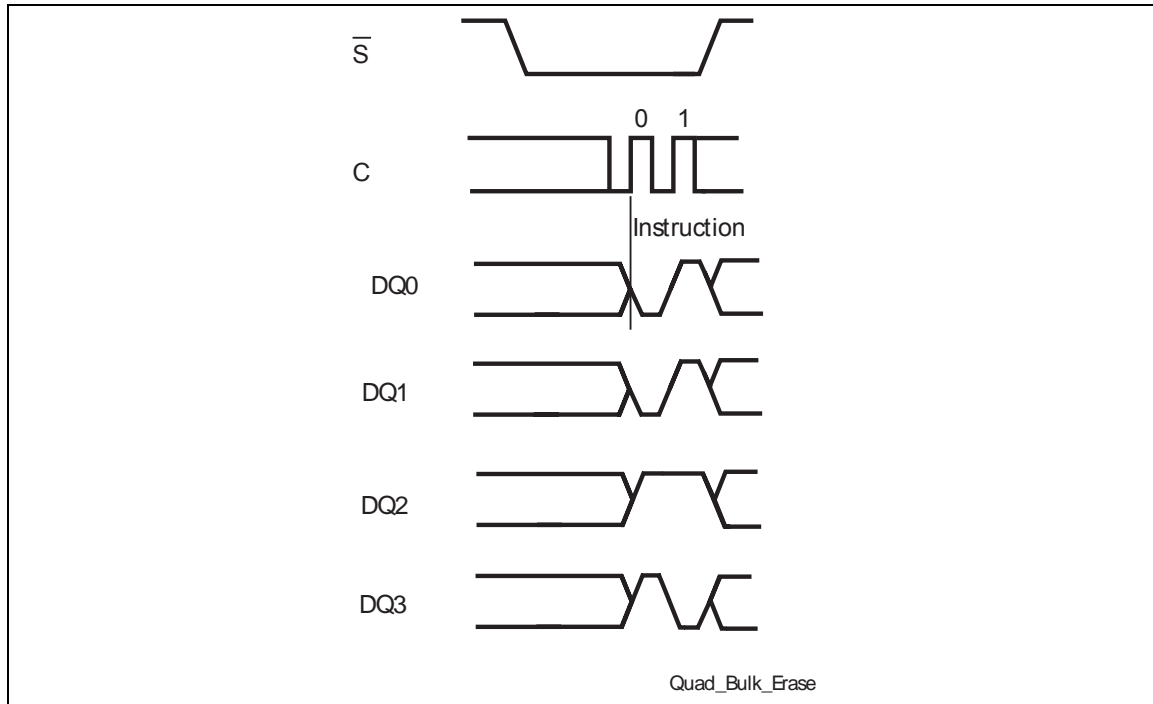 S̅
0 1
C
Instruction
DQ0
DQ1
DQ2
DQ3
Quad_Bulk_Erase